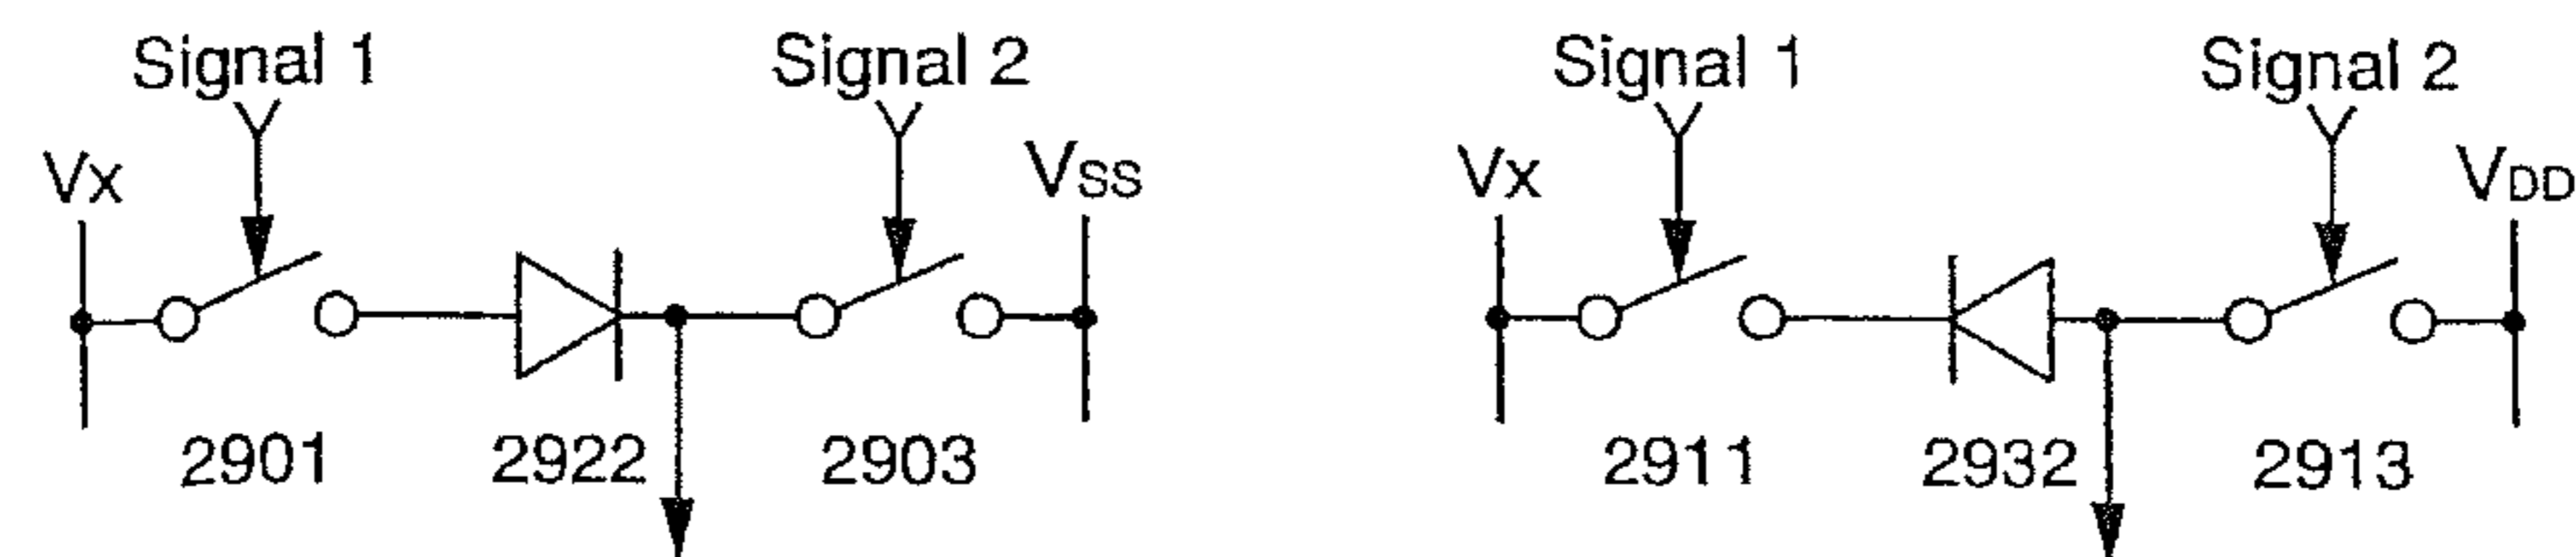 Signal 1
Signal 2
Signal 1
Signal 2
Vx
VSS
Vx
VDD
2901
2922
2903
2911
2932
2913